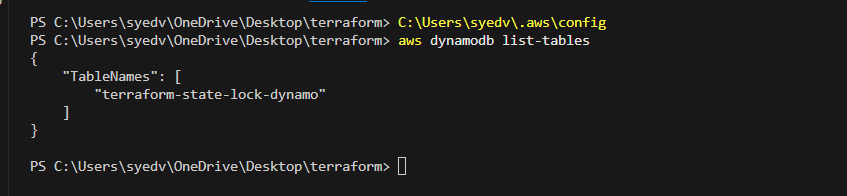 PS C:\Users\syedv\OneDrive\Desktop\terraform> C:\Users\syedv\.aws\config
PS C:\Users\syedv\OneDrive\Desktop\terraform> aws dynamodb list-tables
{
    "TableNames": [
        "terraform-state-lock-dynamo"
    ]
}
PS C:\Users\syedv\OneDrive\Desktop\terraform>